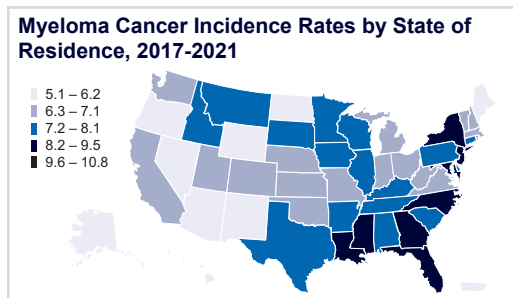 Myeloma Cancer Incidence Rates by State of
Residence, 2017-2021
5.1 – 6.2
6.3 – 7.1
7.2 – 8.1
8.2 – 9.5
9.6 – 10.8